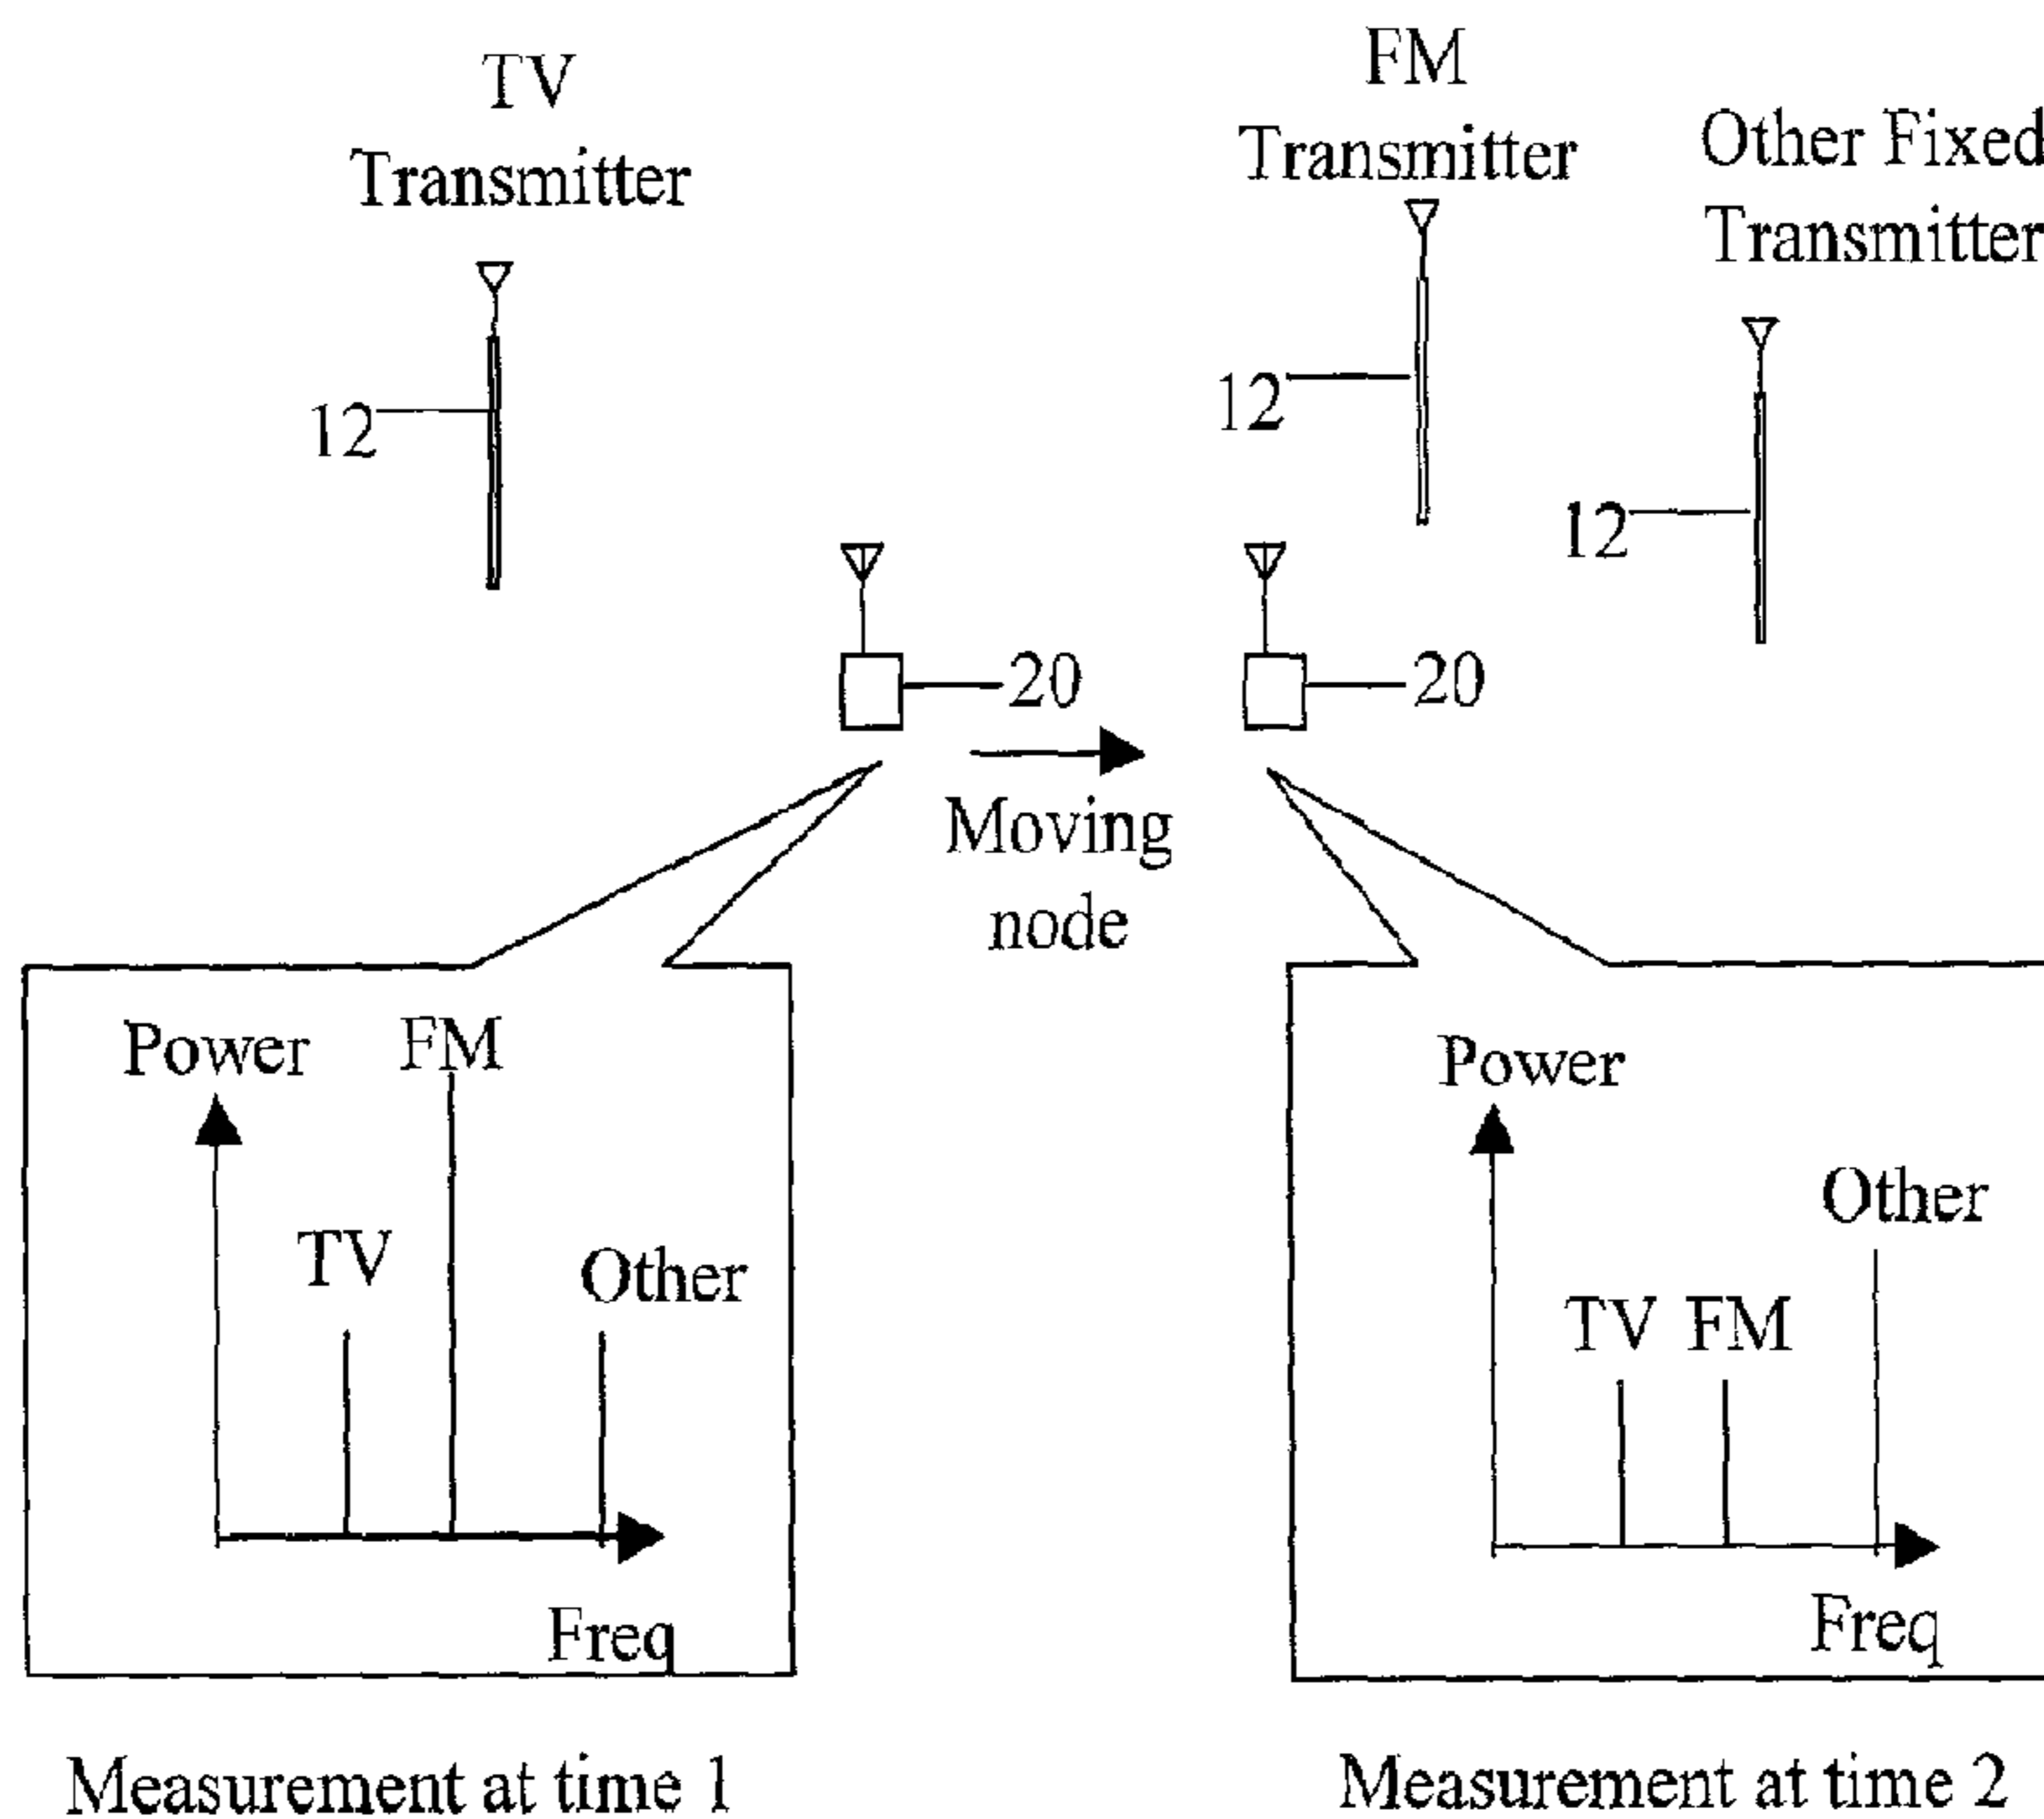 TV
Transmitter
FM
Transmitter
Other Fixed
Transmitter
12
12
12
20
20
Moving
node
Power
FM
TV
Other
Freq
Power
Other
TV FM
Freq
Measurement at time 1
Measurement at time 2